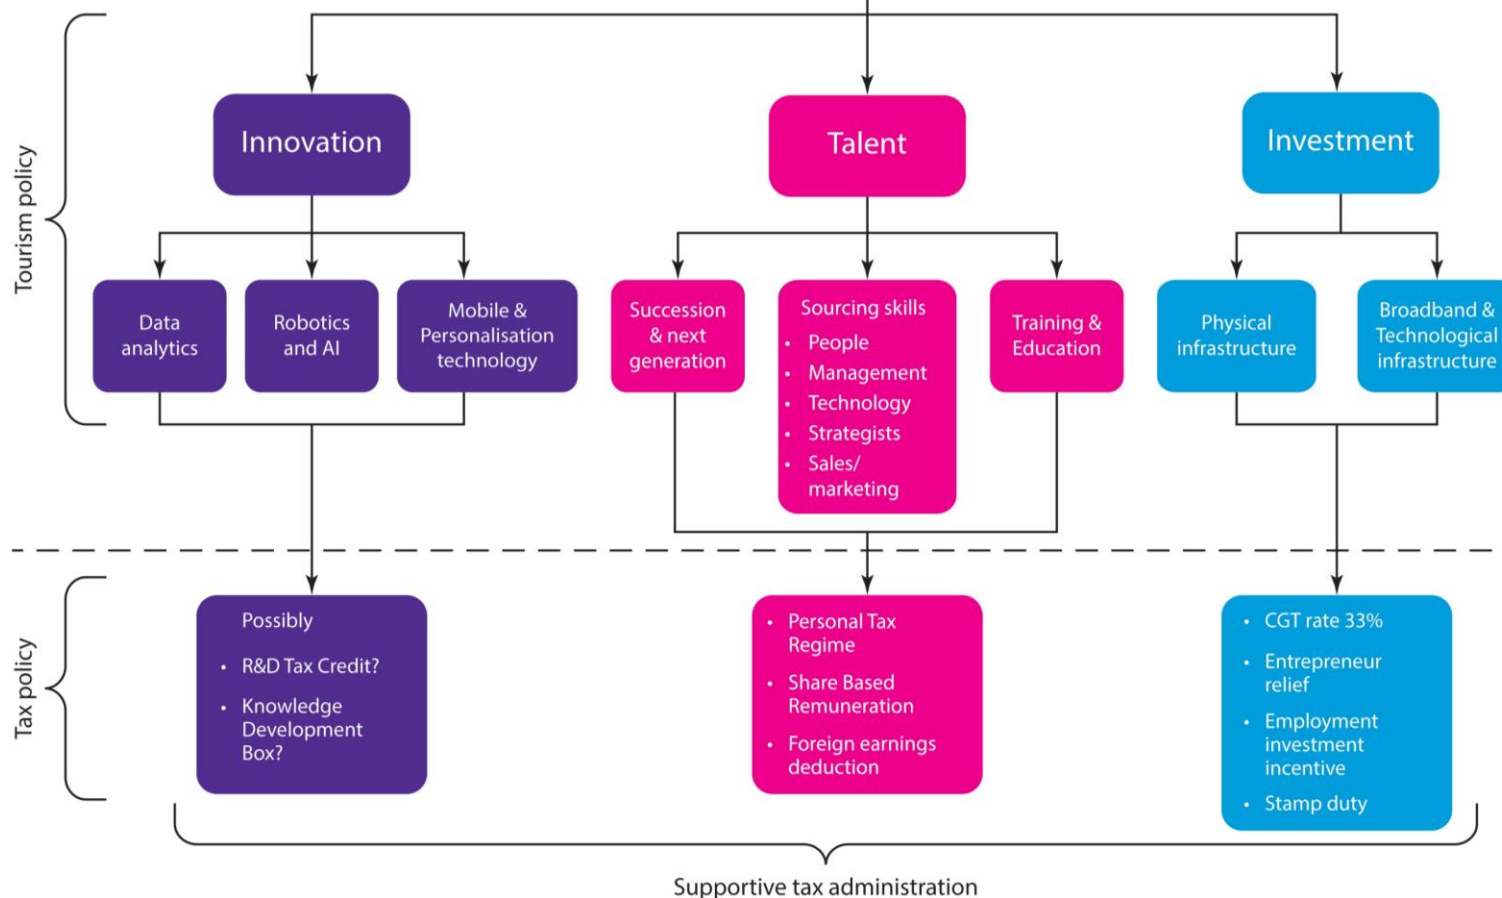 Tourism policy
Innovation
Talent
Investment
Data
analytics
Robotics
and AI
Mobile &
Personalisation
technology
Succession
& next
generation
Sourcing skills
• People
• Management
• Technology
• Strategists
• Sales/
marketing
Training &
Education
Physical
infrastructure
Broadband &
Technological
infrastructure
Tax policy
Possibly
• R&D Tax Credit?
• Knowledge
Development
Box?
• Personal Tax
Regime
• Share Based
Remuneration
• Foreign earnings
deduction
• CGT rate 33%
• Entrepreneur
relief
• Employment
investment
incentive
• Stamp duty
Supportive tax administration